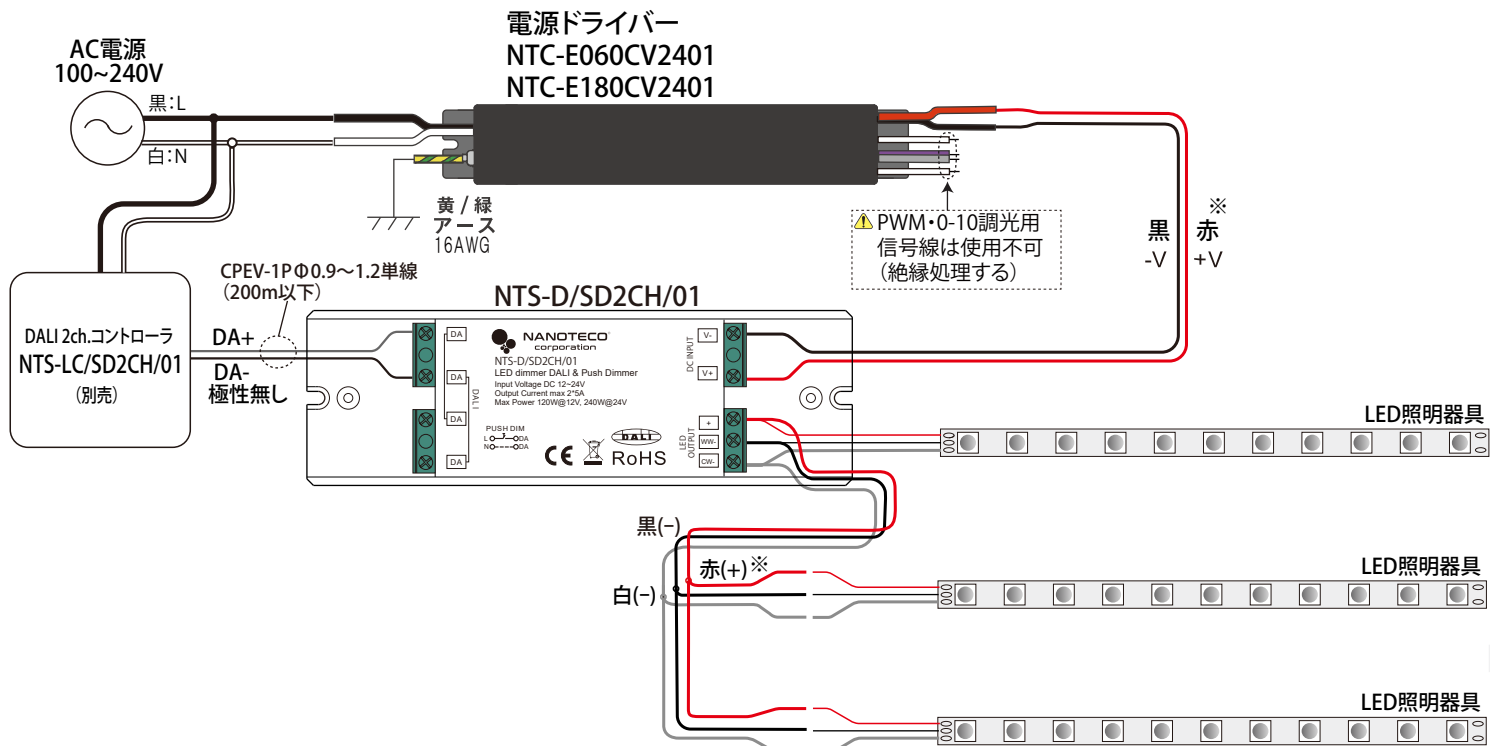 電源ドライバー
NTC-E060CV2401
NTC-E180CV2401
AC電源
100~240V
黒:L
白:N
黄 / 緑
アース
16AWG
⚠ PWM・0-10調光用
信号線は使用不可
（絶縁処理する）
※
黒 赤
-V +V
CPEV-1PΦ0.9～1.2単線
（200m以下）
NTS-D/SD2CH/01
DALI 2ch.コントローラ
NTS-LC/SD2CH/01
（別売）
DA+
DA-
極性無し
DA
DA
DA
DA
DALI
NANOTECO®
corporation
NTS-D/SD2CH/01
LED dimmer DALI & Push Dimmer
Input Voltage DC 12~24V
Output Current max 2*5A
Max Power 120W@12V, 240W@24V
PUSH DIM
L DA
N DA
CE DALI RoHS
DC INPUT
V-
V+
LED
OUTPUT
+
WW-
CW-
LED照明器具
黒(−)
赤(+)※
白(−)
LED照明器具
LED照明器具